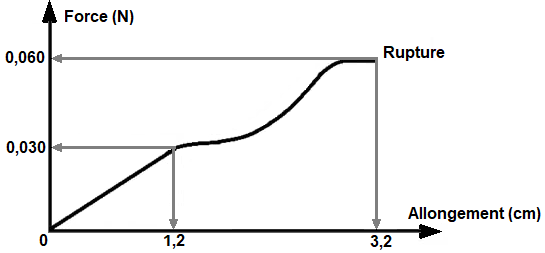 Force (N)
0,060
Rupture
0,030
Allongement (cm)
0
1,2
3,2